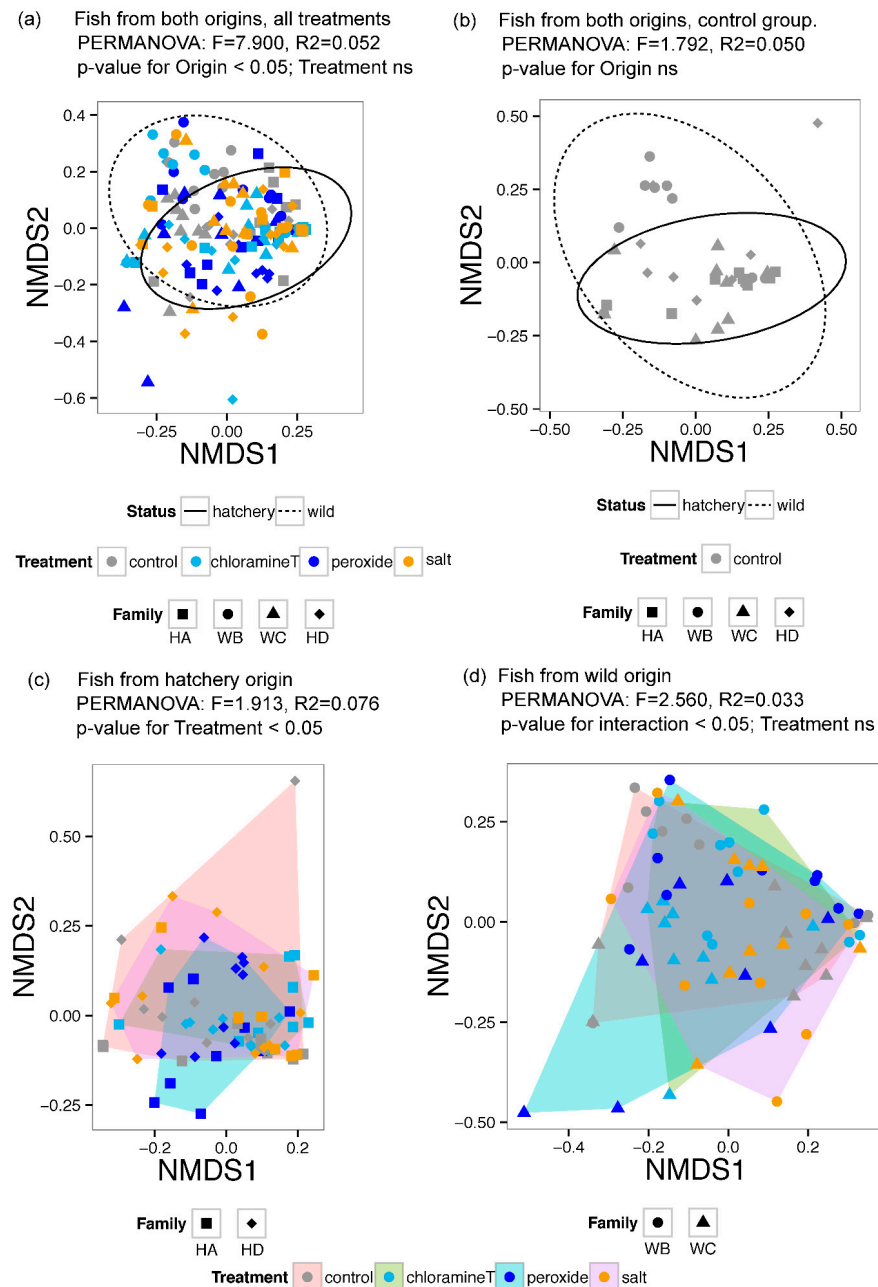 (a) Fish from both origins, all treatments
PERMANOVA: F=7.900, R2=0.052
p-value for Origin < 0.05; Treatment ns
0.4
0.2
0.0
−0.2
−0.4
−0.6
NMDS2
−0.25 0.00 0.25
NMDS1
Status hatchery wild
Treatment control chloramineT peroxide salt
Family
HA WB WC HD
(b) Fish from both origins, control group.
PERMANOVA: F=1.792, R2=0.050
p-value for Origin ns
0.50
0.25
0.00
−0.25
−0.50
NMDS2
−0.50 −0.25 0.00 0.25 0.50
NMDS1
Status hatchery wild
Treatment control
Family
HA WB WC HD
(c) Fish from hatchery origin
PERMANOVA: F=1.913, R2=0.076
p-value for Treatment < 0.05
0.50
0.25
0.00
−0.25
NMDS2
−0.2 0.0 0.2
NMDS1
Family
HA HD
(d) Fish from wild origin
PERMANOVA: F=2.560, R2=0.033
p-value for interaction < 0.05; Treatment ns
0.25
0.00
−0.25
−0.50
NMDS2
−0.4 −0.2 0.0 0.2
NMDS1
Family
WB WC
Treatment control chloramineT peroxide salt